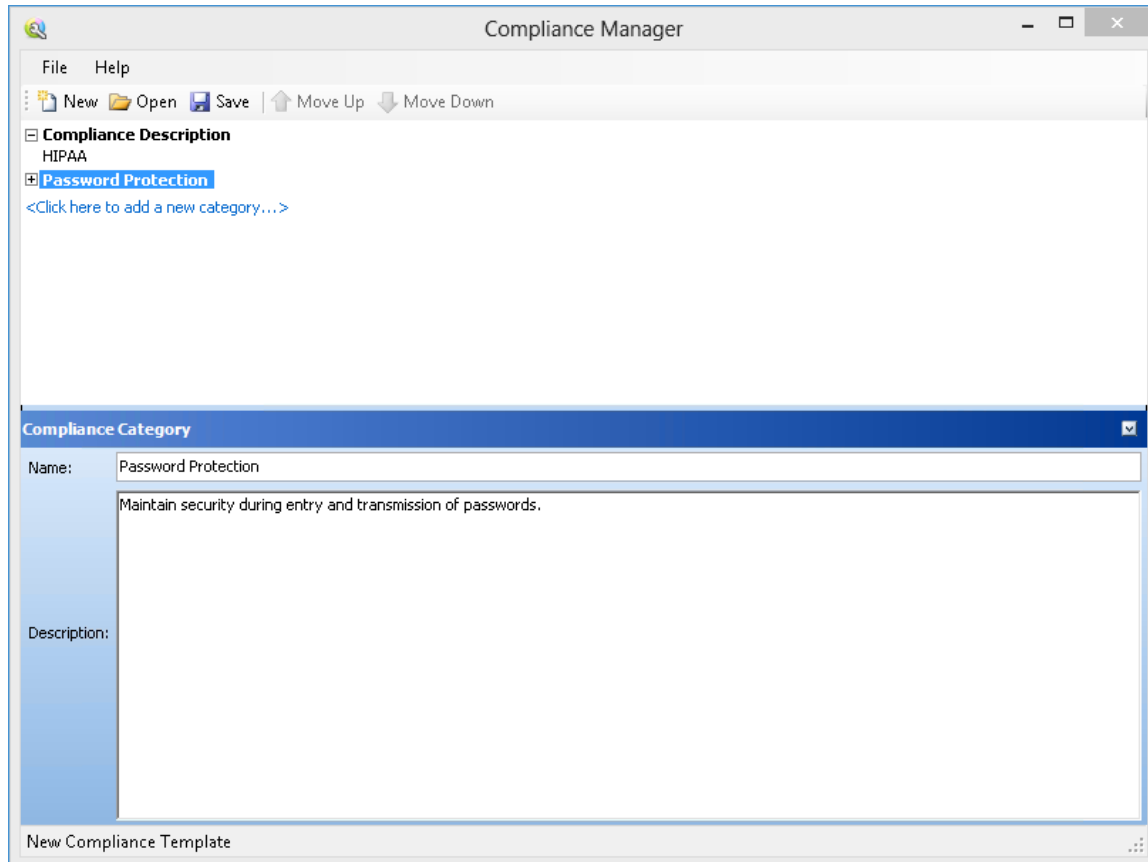 Compliance Manager
File Help
New Open Save Move Up Move Down
Compliance Description
HIPAA
Password Protection
<Click here to add a new category...>
Compliance Category
Name: Password Protection
Maintain security during entry and transmission of passwords.
Description:
New Compliance Template